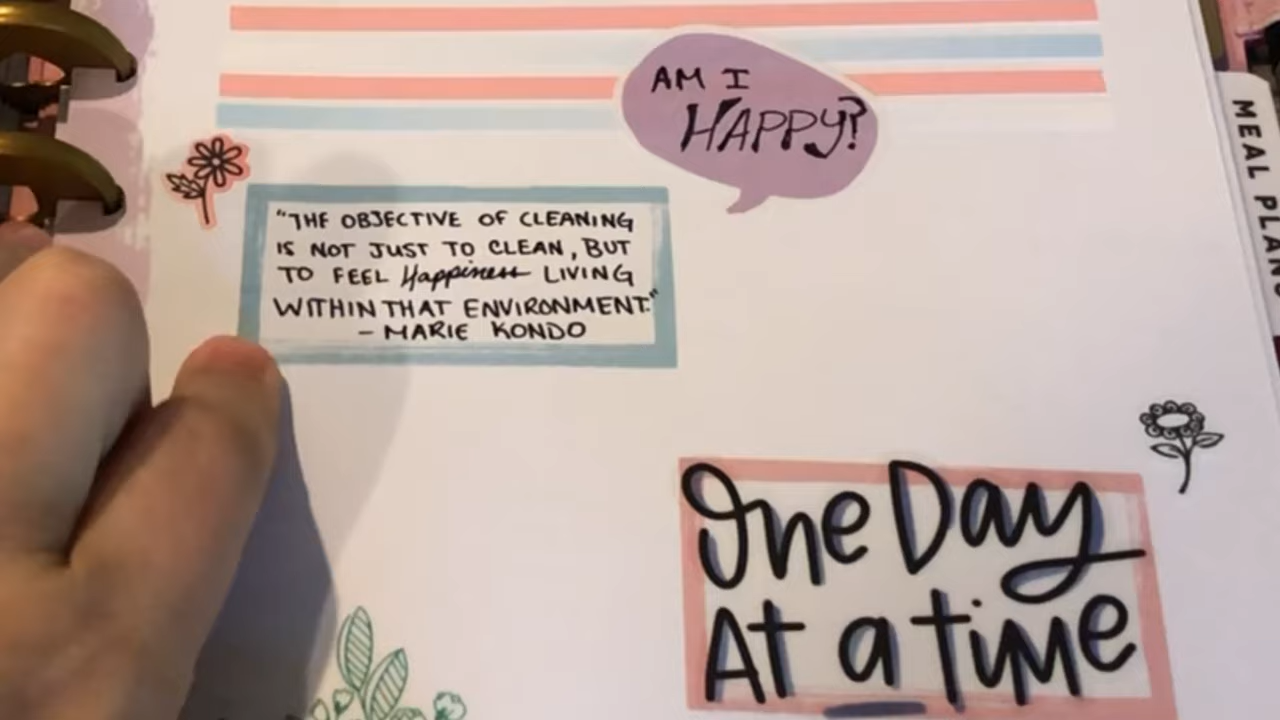 AM I
HAPPY?
"THE OBJECTIVE OF CLEANING
IS NOT JUST TO CLEAN, BUT
TO FEEL Happiness LIVING
WITHIN THAT ENVIRONMENT."
- MARIE KONDO
One Day
At a time
MEAL PLANS